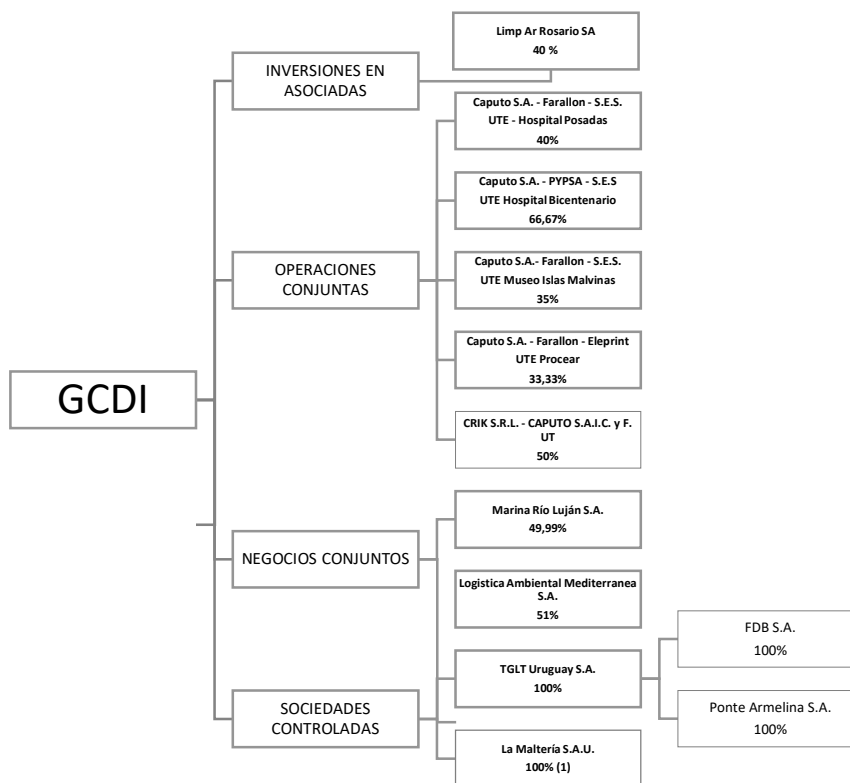 GCDI
INVERSIONES EN
ASOCIADAS
Limp Ar Rosario SA
40 %
OPERACIONES
CONJUNTAS
Caputo S.A. - Farallon - S.E.S.
UTE - Hospital Posadas
40%
Caputo S.A. - PYPSA - S.E.S
UTE Hospital Bicentenario
66,67%
Caputo S.A.- Farallon - S.E.S.
UTE Museo Islas Malvinas
35%
Caputo S.A. - Farallon - Eleprint
UTE Procear
33,33%
CRIK S.R.L. - CAPUTO S.A.I.C. y F.
UT
50%
NEGOCIOS CONJUNTOS
Marina Río Luján S.A.
49,99%
Logistica Ambiental Mediterranea
S.A.
51%
SOCIEDADES
CONTROLADAS
TGLT Uruguay S.A.
100%
FDB S.A.
100%
Ponte Armelina S.A.
100%
La Maltería S.A.U.
100% (1)